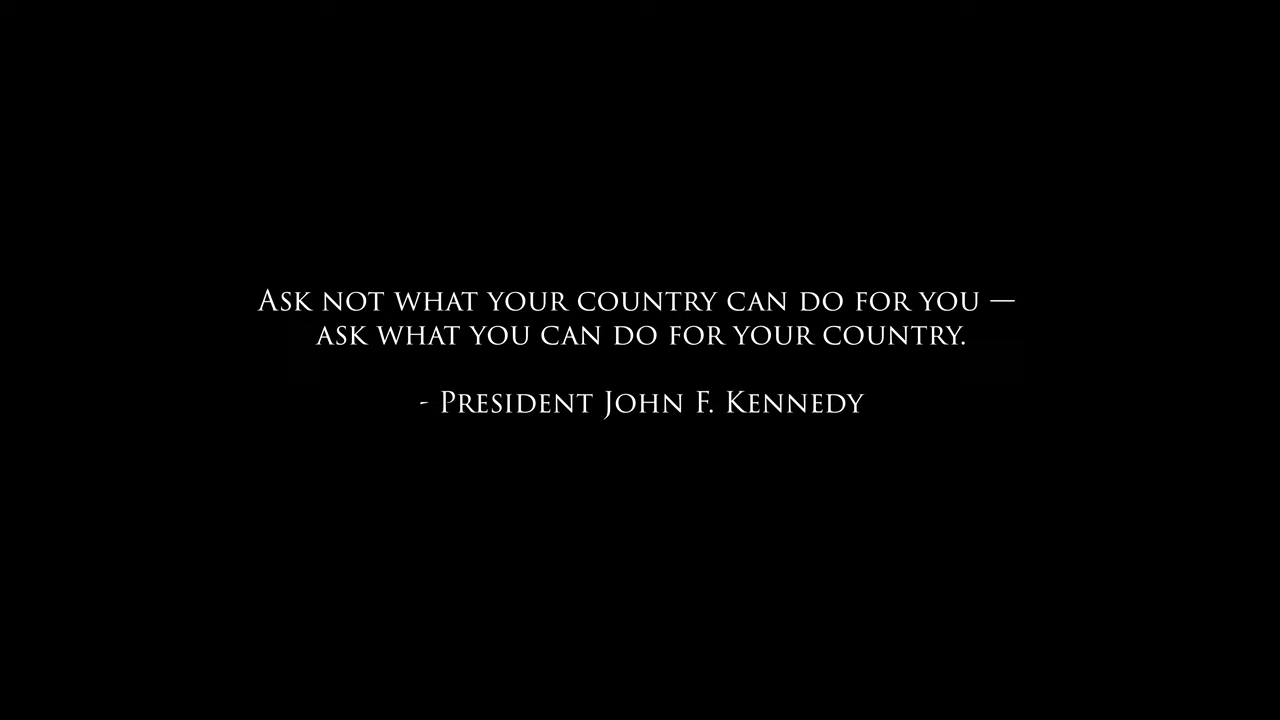 Ask not what your country can do for you —
ask what you can do for your country.
- President John F. Kennedy